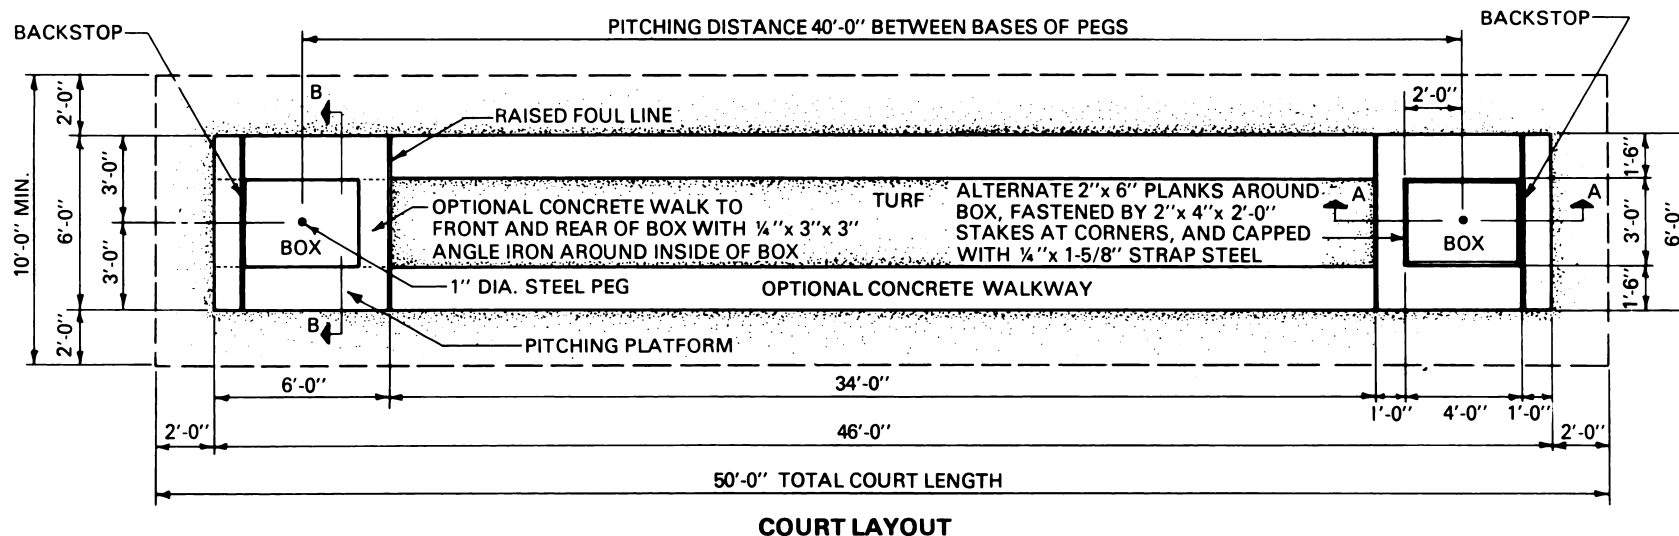 PITCHING DISTANCE 40'-0" BETWEEN BASES OF PEGS
BACKSTOP
BACKSTOP
B
2'-0"
2'-0"
RAISED FOUL LINE
10'-0" MIN.
6'-0"
3'-0"
3'-0"
2'-0"
BOX
OPTIONAL CONCRETE WALK TO
FRONT AND REAR OF BOX WITH ¼"x 3"x 3"
ANGLE IRON AROUND INSIDE OF BOX
TURF
ALTERNATE 2"x 6" PLANKS AROUND
BOX, FASTENED BY 2"x 4"x 2'-0"
STAKES AT CORNERS, AND CAPPED
WITH ¼"x 1-5/8" STRAP STEEL
A
A
BOX
1'-6"
3'-0"
1'-6"
6'-0"
1" DIA. STEEL PEG
OPTIONAL CONCRETE WALKWAY
B
PITCHING PLATFORM
6'-0"
34'-0"
1'-0"
4'-0"
1'-0"
2'-0"
46'-0"
2'-0"
50'-0" TOTAL COURT LENGTH
COURT LAYOUT